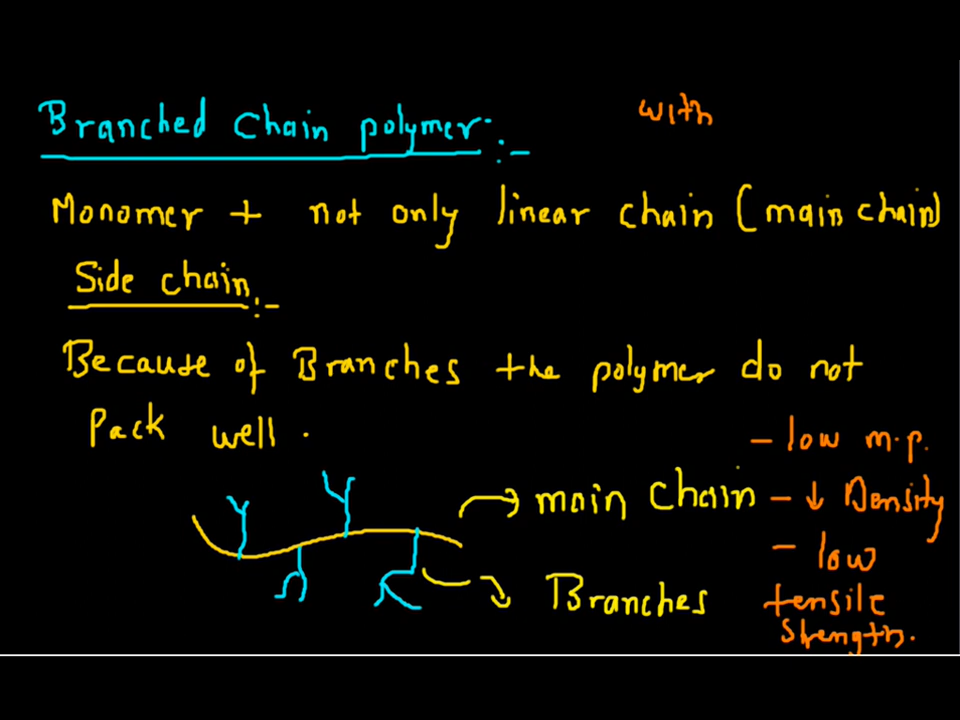 with
Branched chain polymer :-
Monomer + not only linear chain (main chain)
Side chain :-
Because of Branches the polymer do not
Pack well .
- low m.p.
main chain
- ↓ Density
- low
Branches
tensile
strength.